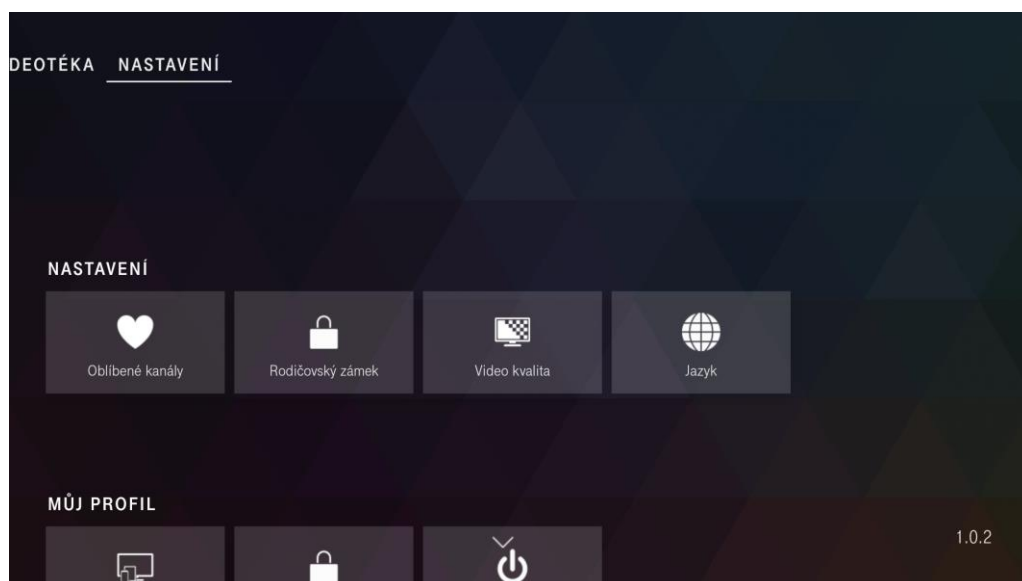 DEOTÉKA NASTAVENÍ
NASTAVENÍ
Oblíbené kanály Rodičovský zámek Video kvalita Jazyk
MŮJ PROFIL
1.0.2